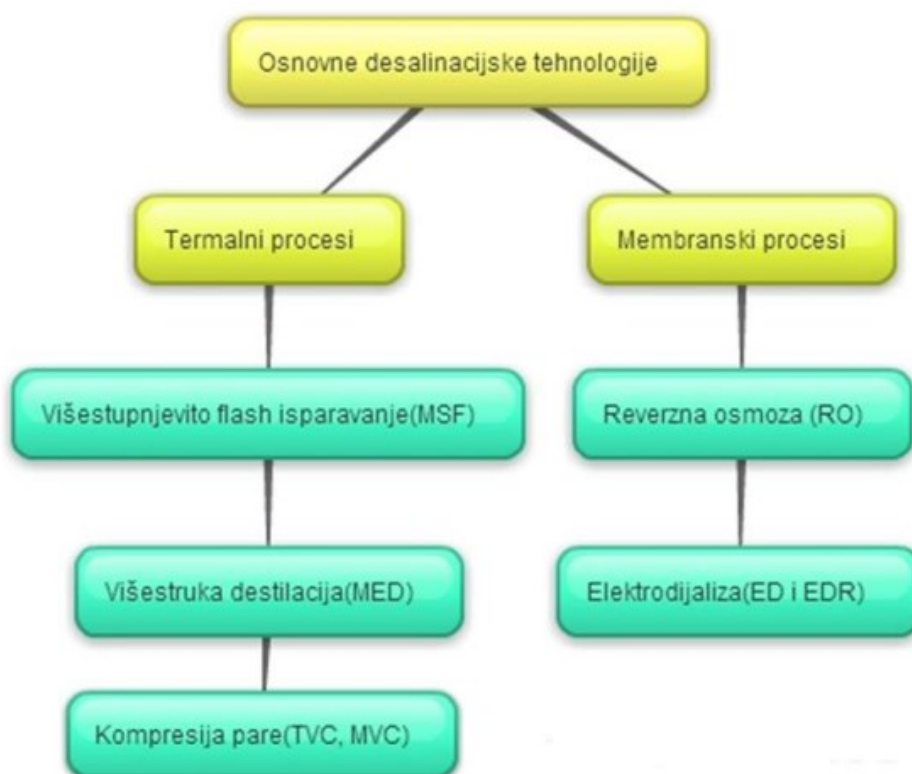 Osnovne desalinacijske tehnologije
Termalni procesi
Membranski procesi
Višestupnjevito flash isparavanje(MSF)
Reverzna osmoza (RO)
Višestruka destilacija(MED)
Elektrodijaliza(ED i EDR)
Kompresija pare(TVC, MVC)